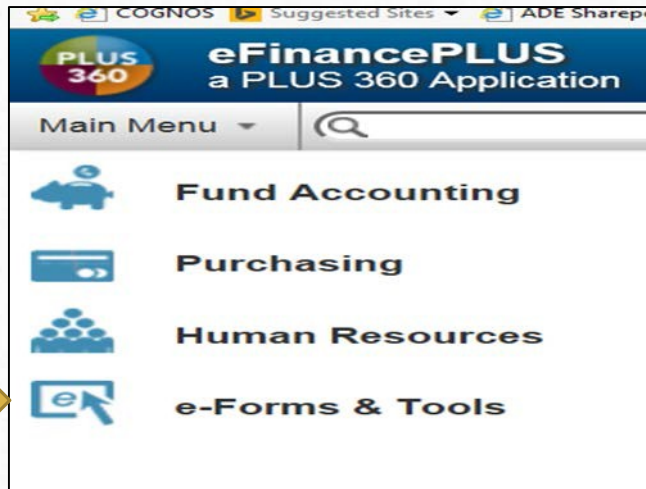 COGNOS Suggested Sites ADE Sharep
PLUS 360
eFinancePLUS
a PLUS 360 Application
Main Menu
Fund Accounting
Purchasing
Human Resources
e-Forms & Tools